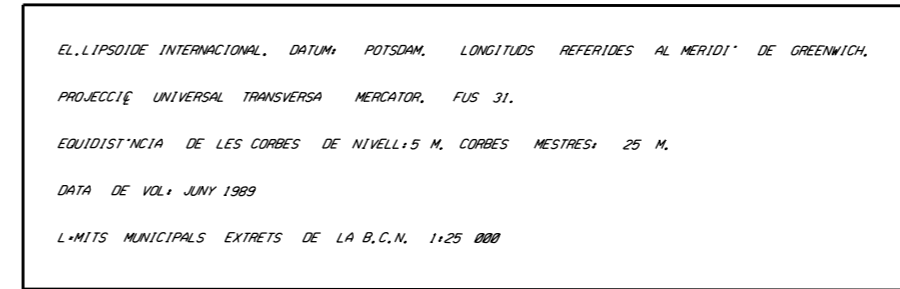 EL.LIPSOIDE INTERNACIONAL. DATUM: POTSDAM. LONGITUDS REFERIDES AL MERIDI· DE GREENWICH.
PROJECCI₤ UNIVERSAL TRANSVERSA MERCATOR. FUS 31.
EQUIDIST·NCIA DE LES CORBES DE NIVELL:5 M. CORBES MESTRES: 25 M.
DATA DE VOL: JUNY 1989
L·MITS MUNICIPALS EXTRETS DE LA B.C.N. 1:25 000